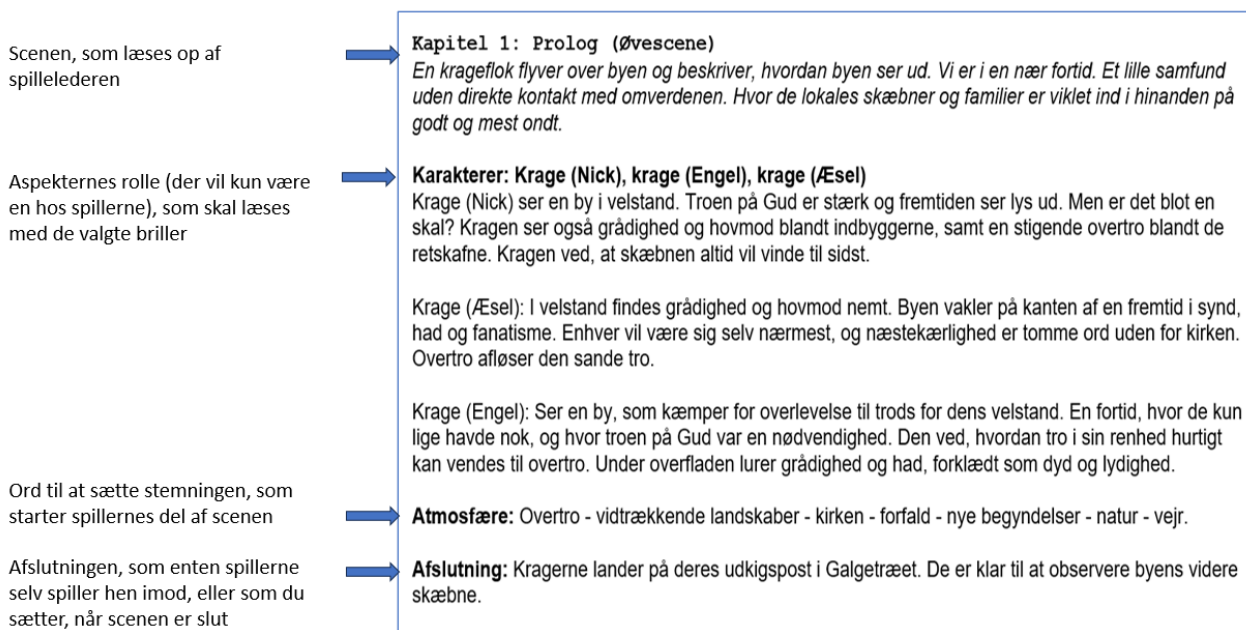 Scenen, som læses op af
spillelederen
Kapitel 1: Prolog (Øvescene)
En krageflok flyver over byen og beskriver, hvordan byen ser ud. Vi er i en nær fortid. Et lille samfund
uden direkte kontakt med omverdenen. Hvor de lokales skæbner og familier er viklet ind i hinanden på
godt og mest ondt.
Aspekternes rolle (der vil kun være
en hos spillerne), som skal læses
med de valgte briller
Karakterer: Krage (Nick), krage (Engel), krage (Æsel)
Krage (Nick) ser en by i velstand. Troen på Gud er stærk og fremtiden ser lys ud. Men er det blot en
skal? Kragen ser også grådighed og hovmod blandt indbyggerne, samt en stigende overtro blandt de
retskafne. Kragen ved, at skæbnen altid vil vinde til sidst.
Krage (Æsel): I velstand findes grådighed og hovmod nemt. Byen vakler på kanten af en fremtid i synd,
had og fanatisme. Enhver vil være sig selv nærmest, og næstekærlighed er tomme ord uden for kirken.
Overtro afløser den sande tro.
Krage (Engel): Ser en by, som kæmper for overlevelse til trods for dens velstand. En fortid, hvor de kun
lige havde nok, og hvor troen på Gud var en nødvendighed. Den ved, hvordan tro i sin renhed hurtigt
kan vendes til overtro. Under overfladen lurer grådighed og had, forklædt som dyd og lydighed.
Ord til at sætte stemningen, som
starter spillernes del af scenen
Atmosfære: Overtro - vidtrækkende landskaber - kirken - forfald - nye begyndelser - natur - vejr.
Afslutningen, som enten spillerne
selv spiller hen imod, eller som du
sætter, når scenen er slut
Afslutning: Kragerne lander på deres udkigspost i Galgetræet. De er klar til at observere byens videre
skæbne.